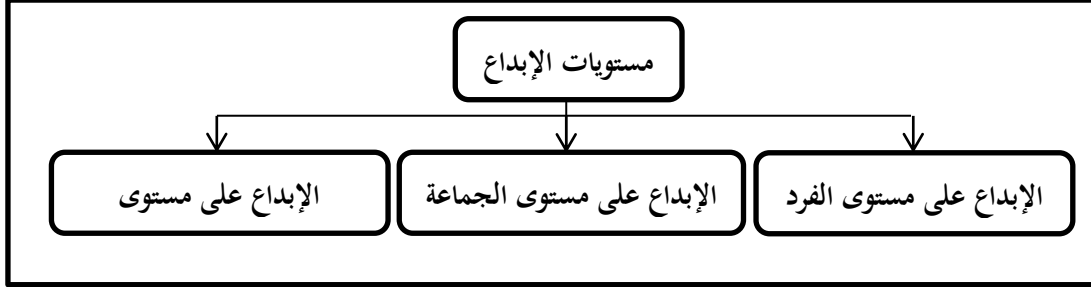 مستويات الإبداع
الإبداع على مستوى الفرد
الإبداع على مستوى الجماعة
الإبداع على مستوى